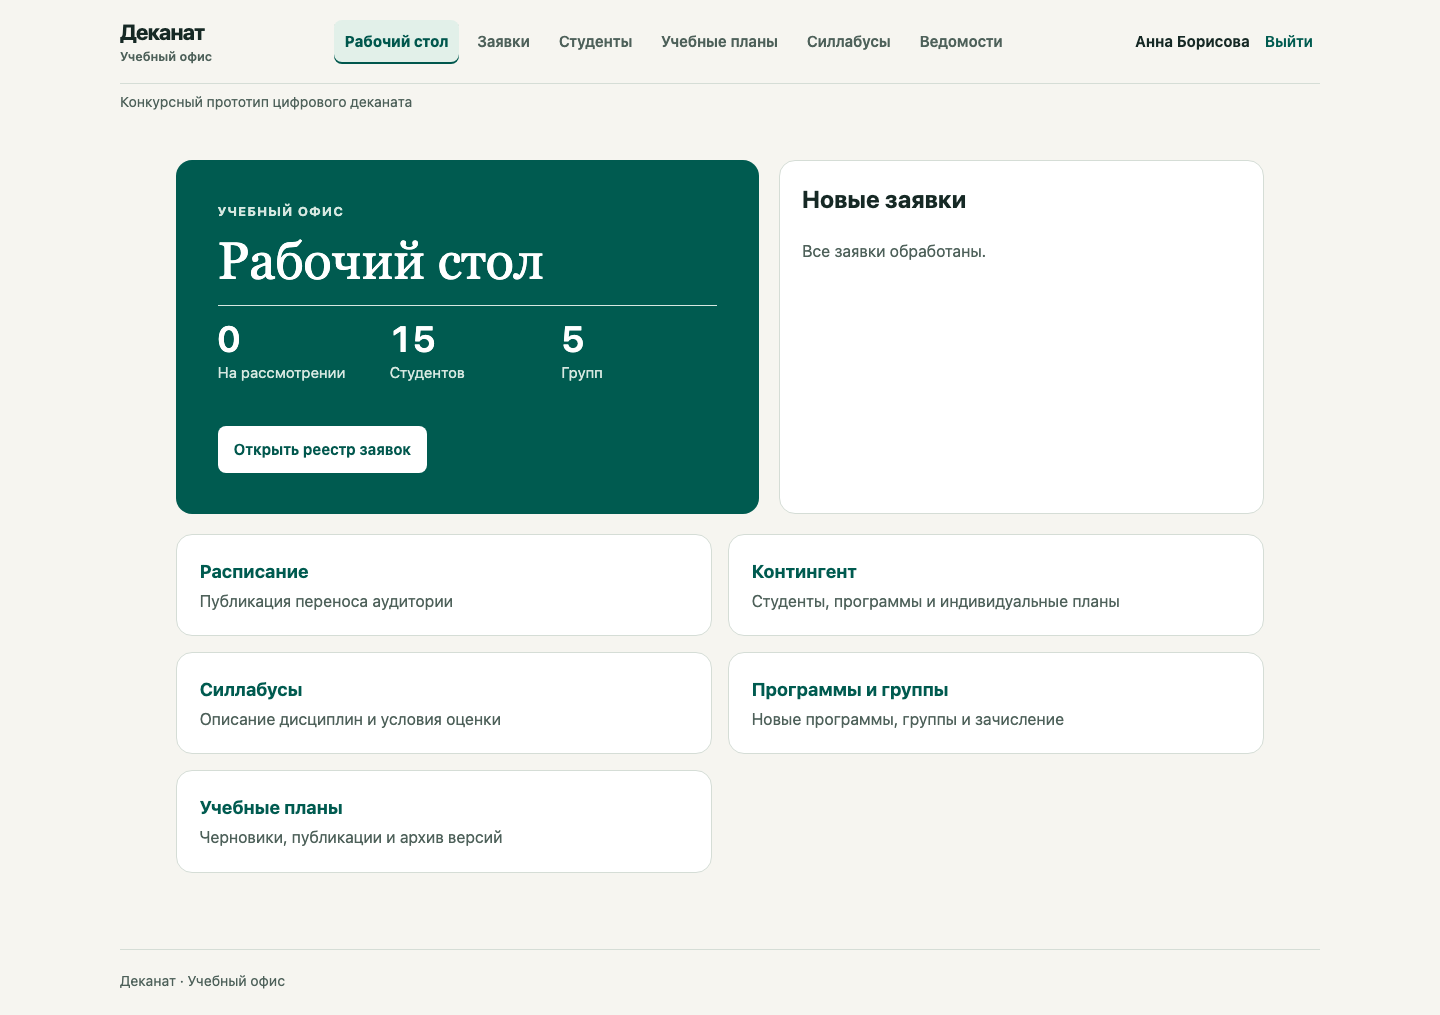 Деканат
Учебный офис
Рабочий стол
Заявки
Студенты
Учебные планы
Силлабусы
Ведомости
Анна Борисова
Выйти
Конкурсный прототип цифрового деканата
УЧЕБНЫЙ ОФИС
Рабочий стол
0
На рассмотрении
15
Студентов
5
Групп
Открыть реестр заявок
Новые заявки
Все заявки обработаны.
Расписание
Публикация переноса аудитории
Контингент
Студенты, программы и индивидуальные планы
Силлабусы
Описание дисциплин и условия оценки
Программы и группы
Новые программы, группы и зачисление
Учебные планы
Черновики, публикации и архив версий
Деканат · Учебный офис